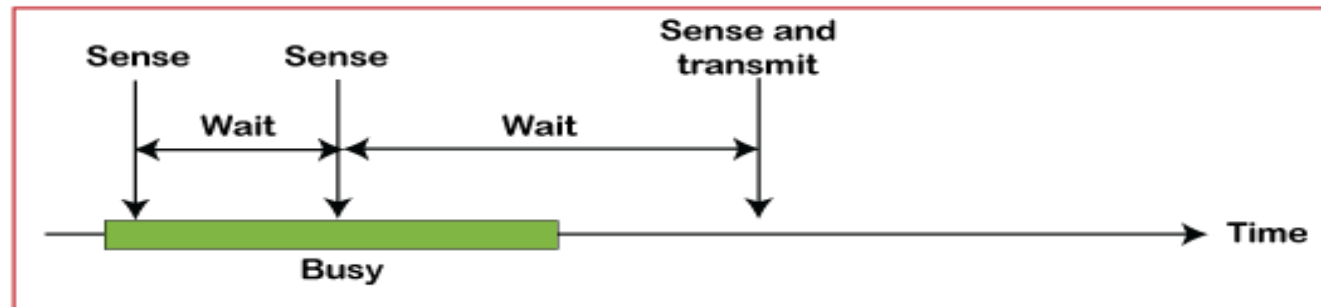 Sense
Sense
Sense and
transmit
Wait
Wait
Time
Busy